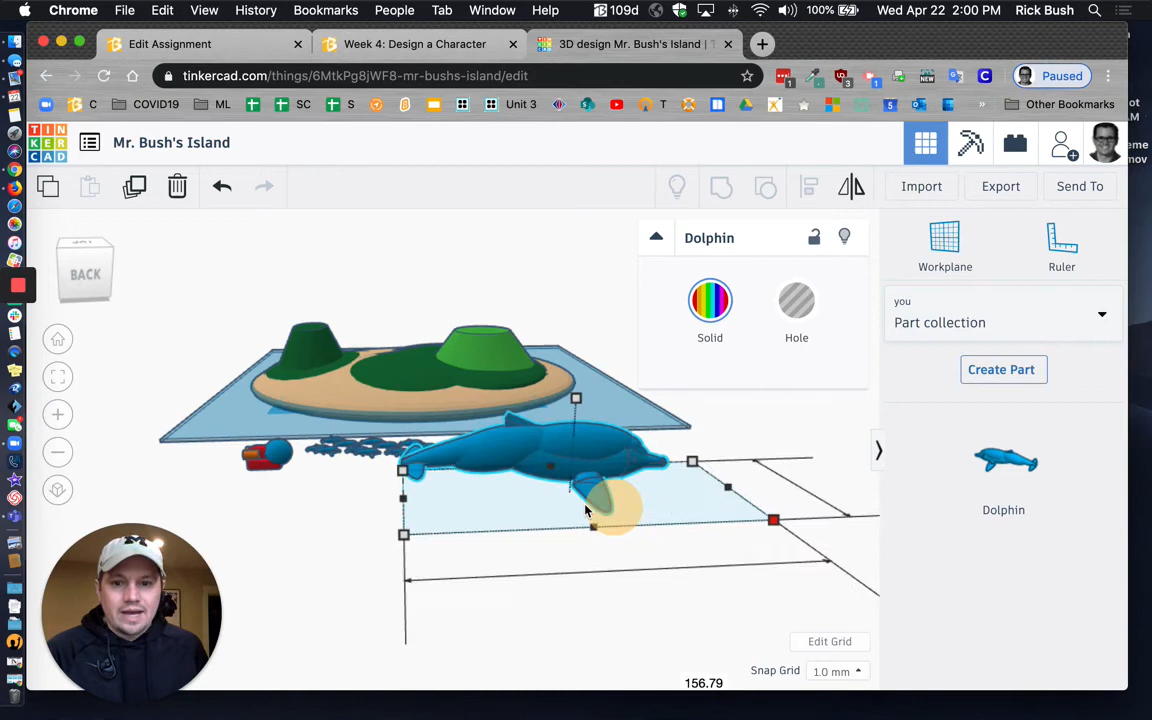 Chrome File Edit View History Bookmarks People Tab Window Help 109d 100% Wed Apr 22 2:00 PM Rick Bush
Edit Assignment × Week 4: Design a Character × 3D design Mr. Bush's Island | T ×
tinkercad.com/things/6MtkPg8jWF8-mr-bushs-island/edit Paused
C COVID19 ML SC S Unit 3 T » Other Bookmarks
TIN
KER
CAD
Mr. Bush's Island
Import Export Send To
Dolphin
Solid Hole
BACK
Workplane Ruler
you
Part collection
Create Part
Dolphin
Edit Grid
Snap Grid 1.0 mm
156.79